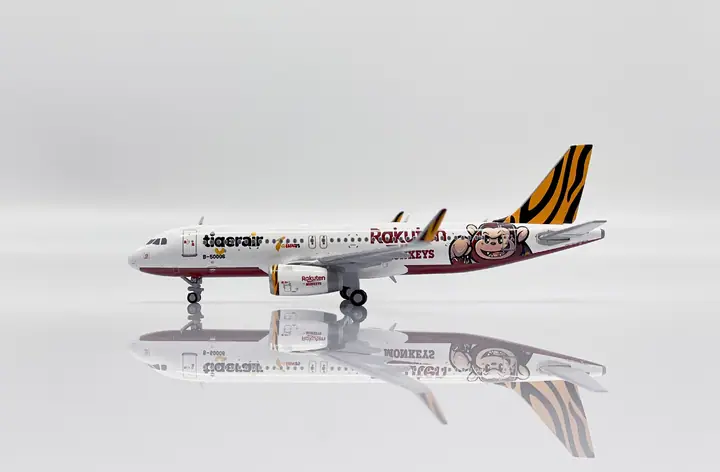 tigerair
B-50006
Rakuten
MONKEYS
Rakuten
MONKEYS